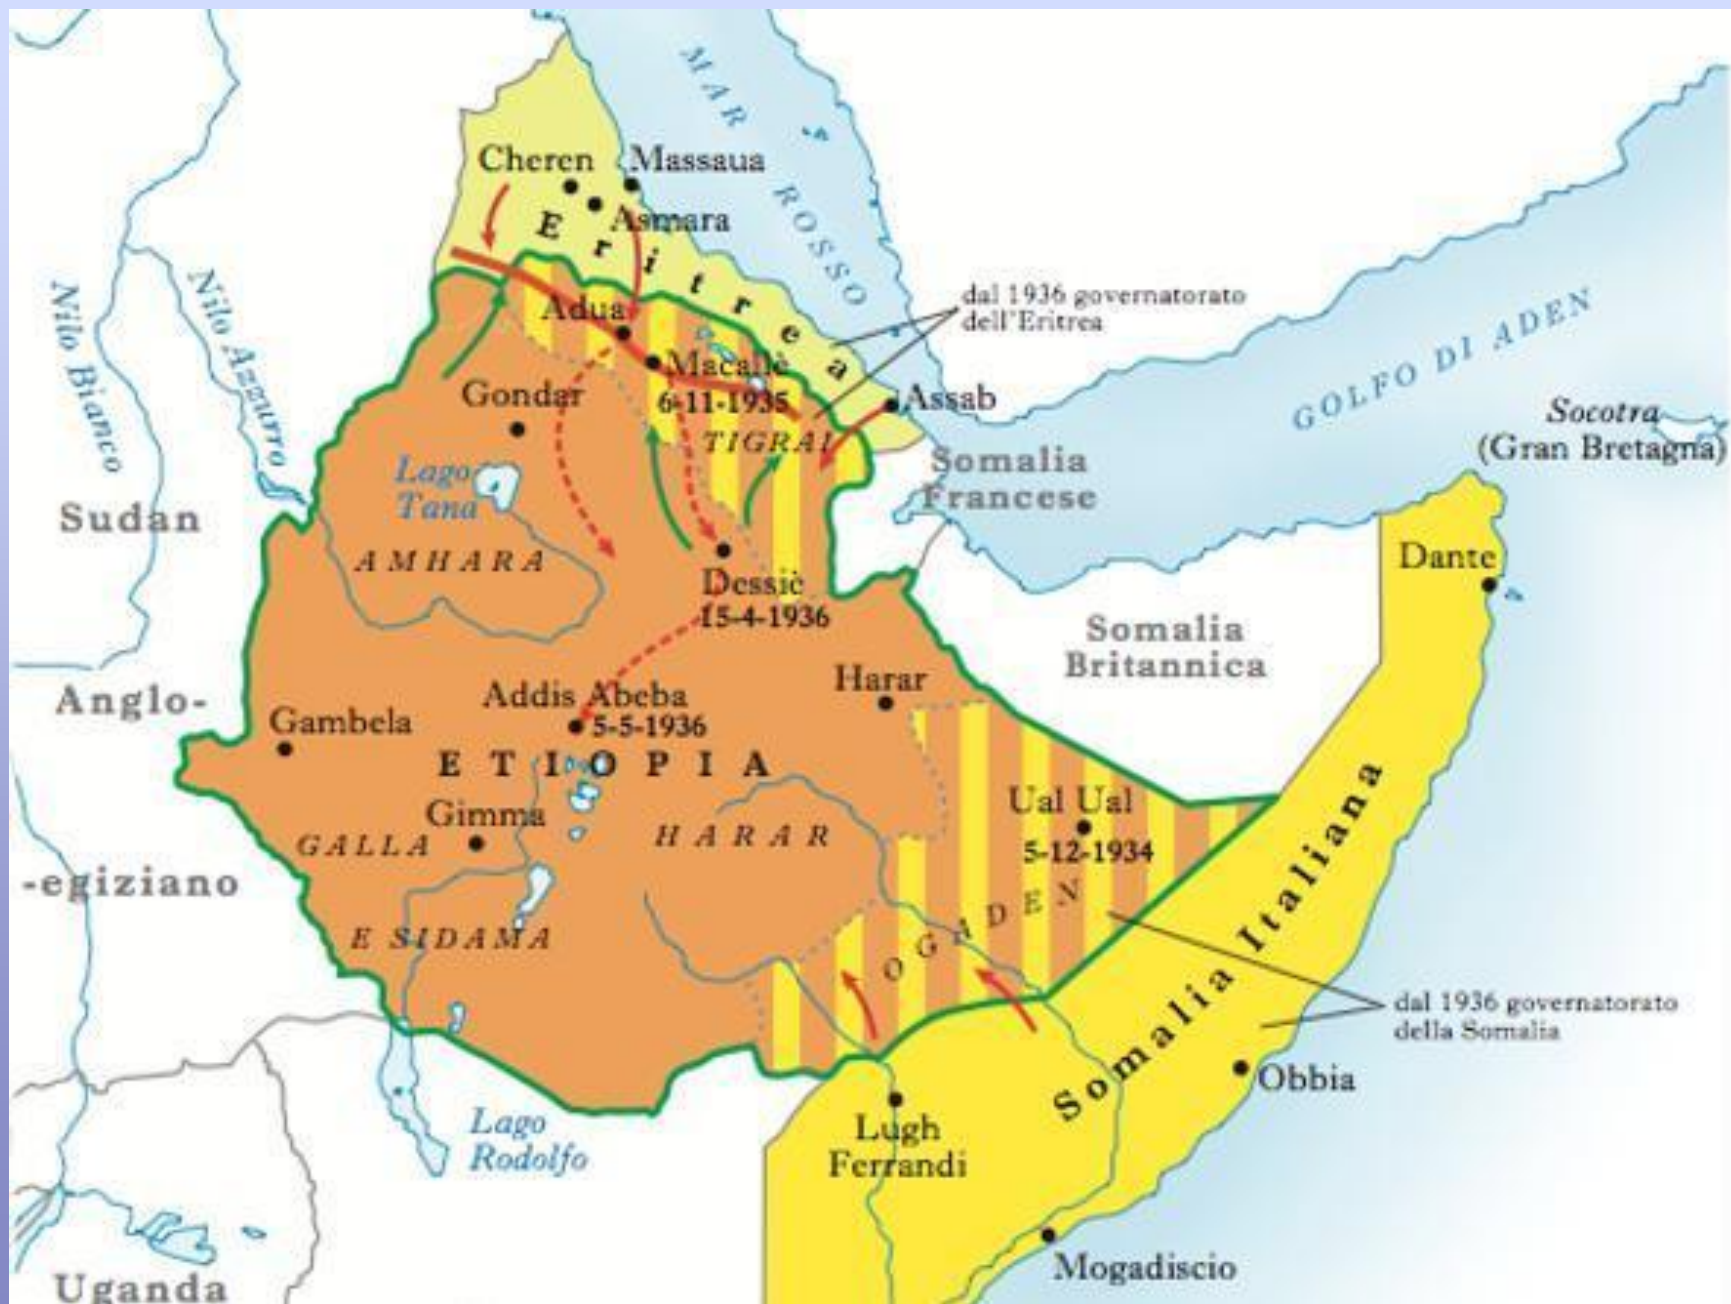 MAR ROSSO
Cheren
Massaua
Asmara
Eritrea
Nilo Bianco
Nilo Azzurro
Adua
dal 1936 governatorato
dell'Eritrea
Macallè
6-11-1935
TIGRAI
Gondar
Assab
GOLFO DI ADEN
Socotra
(Gran Bretagna)
Lago
Tana
Somalia
Francese
Sudan
AMHARA
Dessiè
15-4-1936
Dante
Somalia
Britannica
Anglo-
Addis Abeba
5-5-1936
Harar
Gambela
ETIOPIA
Gimma
GALLA
HARAR
Ual Ual
5-12-1934
-egiziano
E SIDAMA
OGADEN
Somalia Italiana
dal 1936 governatorato
della Somalia
Obbia
Lago
Rodolfo
Lugh
Ferrandi
Mogadiscio
Uganda